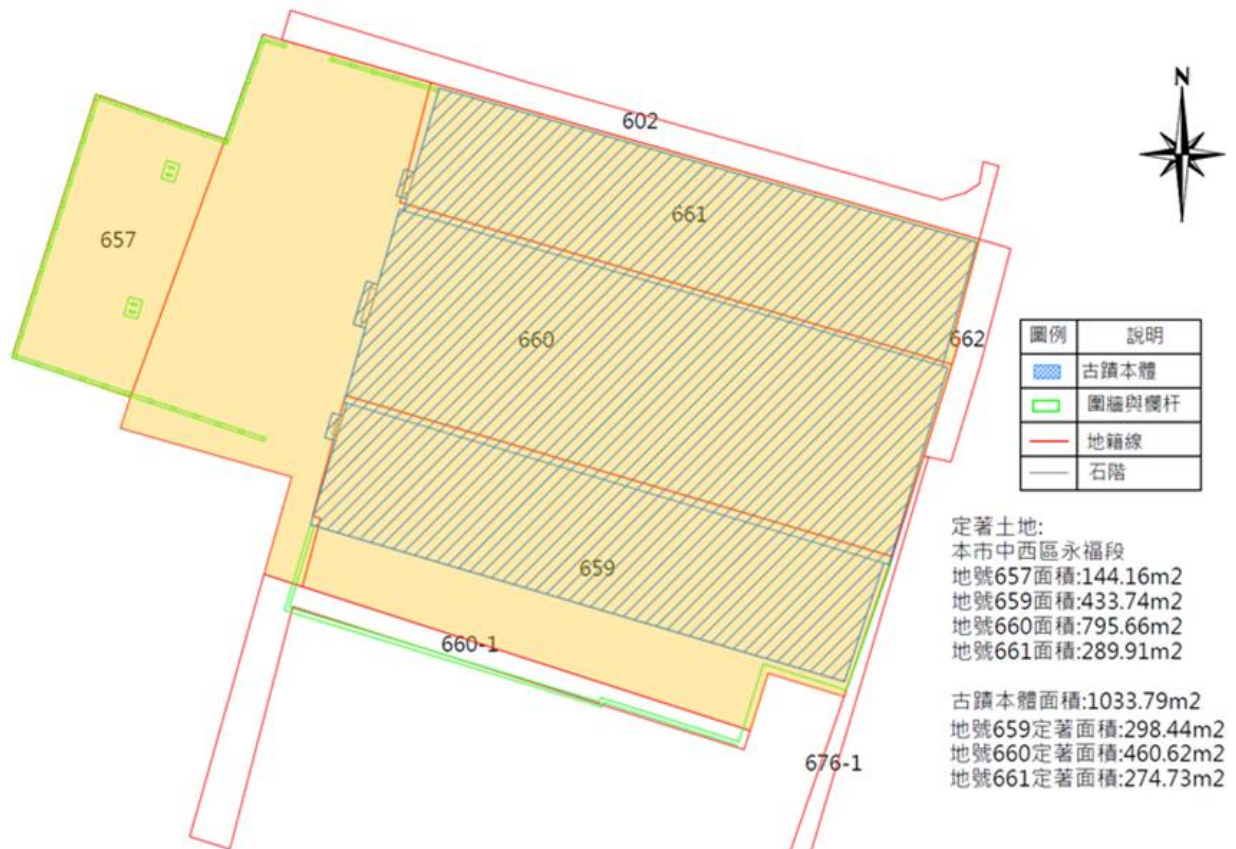 N
602
661
657
660
662
圖例 說明
古蹟本體
圍牆與欄杆
地籍線
石階
659
660-1
676-1
定著土地:
本市中西區永福段
地號657面積:144.16m2
地號659面積:433.74m2
地號660面積:795.66m2
地號661面積:289.91m2
古蹟本體面積:1033.79m2
地號659定著面積:298.44m2
地號660定著面積:460.62m2
地號661定著面積:274.73m2